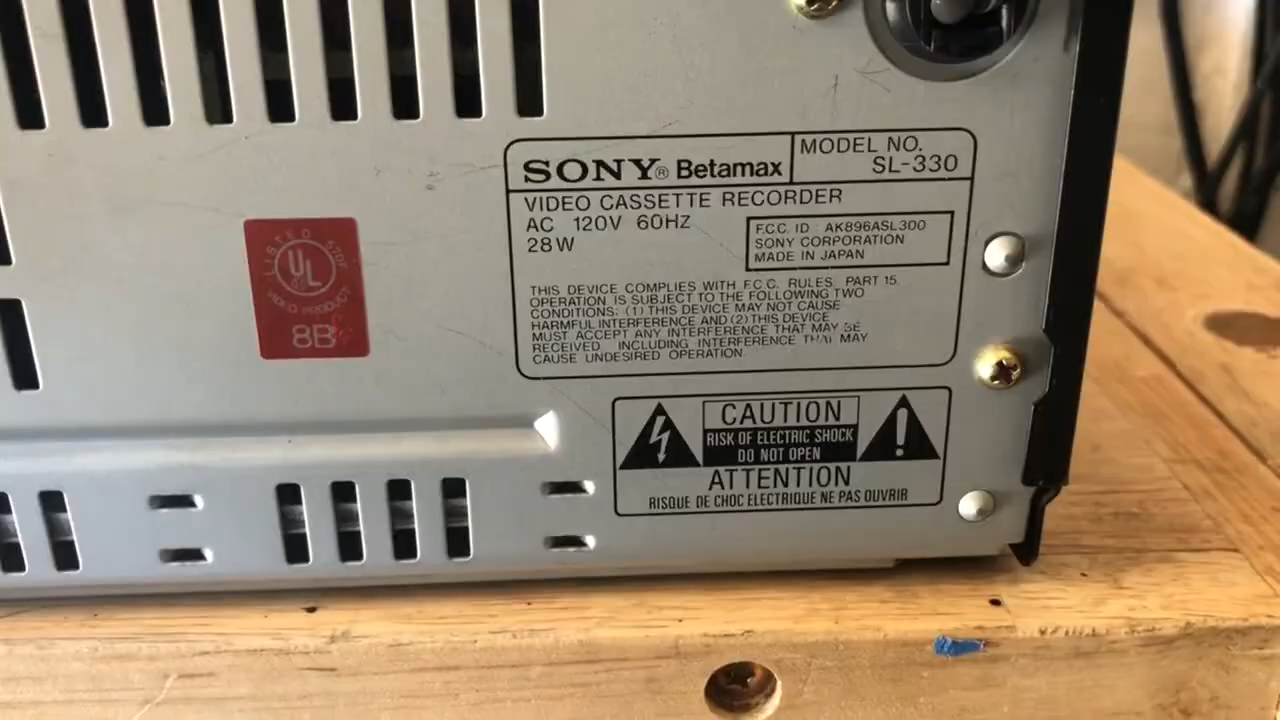 SONY® Betamax
MODEL NO.
SL-330
VIDEO CASSETTE RECORDER
AC 120V 60HZ
28W
F.C.C. ID : AK896ASL300
SONY CORPORATION
MADE IN JAPAN
THIS DEVICE COMPLIES WITH F.C.C. RULES, PART 15.
OPERATION IS SUBJECT TO THE FOLLOWING TWO
CONDITIONS: (1) THIS DEVICE MAY NOT CAUSE
HARMFUL INTERFERENCE AND (2) THIS DEVICE
MUST ACCEPT ANY INTERFERENCE THAT MAY BE
RECEIVED INCLUDING INTERFERENCE THAT MAY
CAUSE UNDESIRED OPERATION.
LISTED 570F
UL
VIDEO PRODUCT
8B
CAUTION
RISK OF ELECTRIC SHOCK
DO NOT OPEN
ATTENTION
RISQUE DE CHOC ELECTRIQUE NE PAS OUVRIR